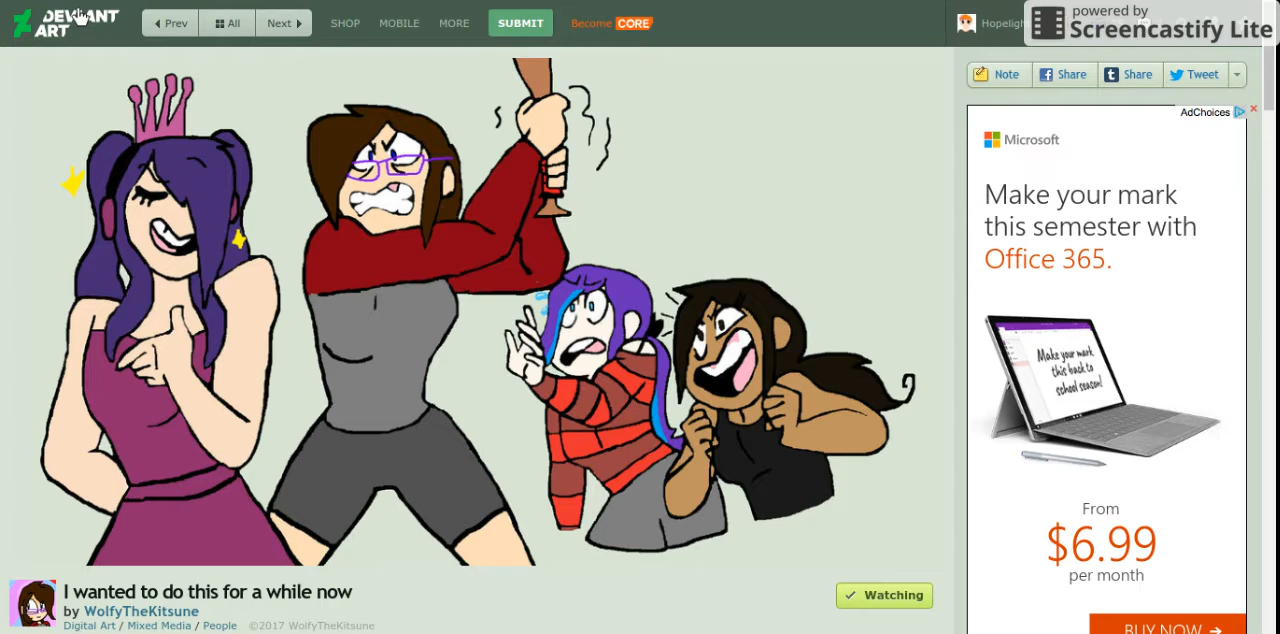 DEVIANT
ART
Prev
All
Next
SHOP
MOBILE
MORE
SUBMIT
Become CORE
powered by
Screencastify Lite
Note
Share
Share
Tweet
AdChoices
Microsoft
Make your mark
this semester with
Office 365.
Make your mark
this back to
school season!
From
$6.99
per month
BUY NOW
I wanted to do this for a while now
by WolfyTheKitsune
Digital Art / Mixed Media / People ©2017 WolfyTheKitsune
Watching